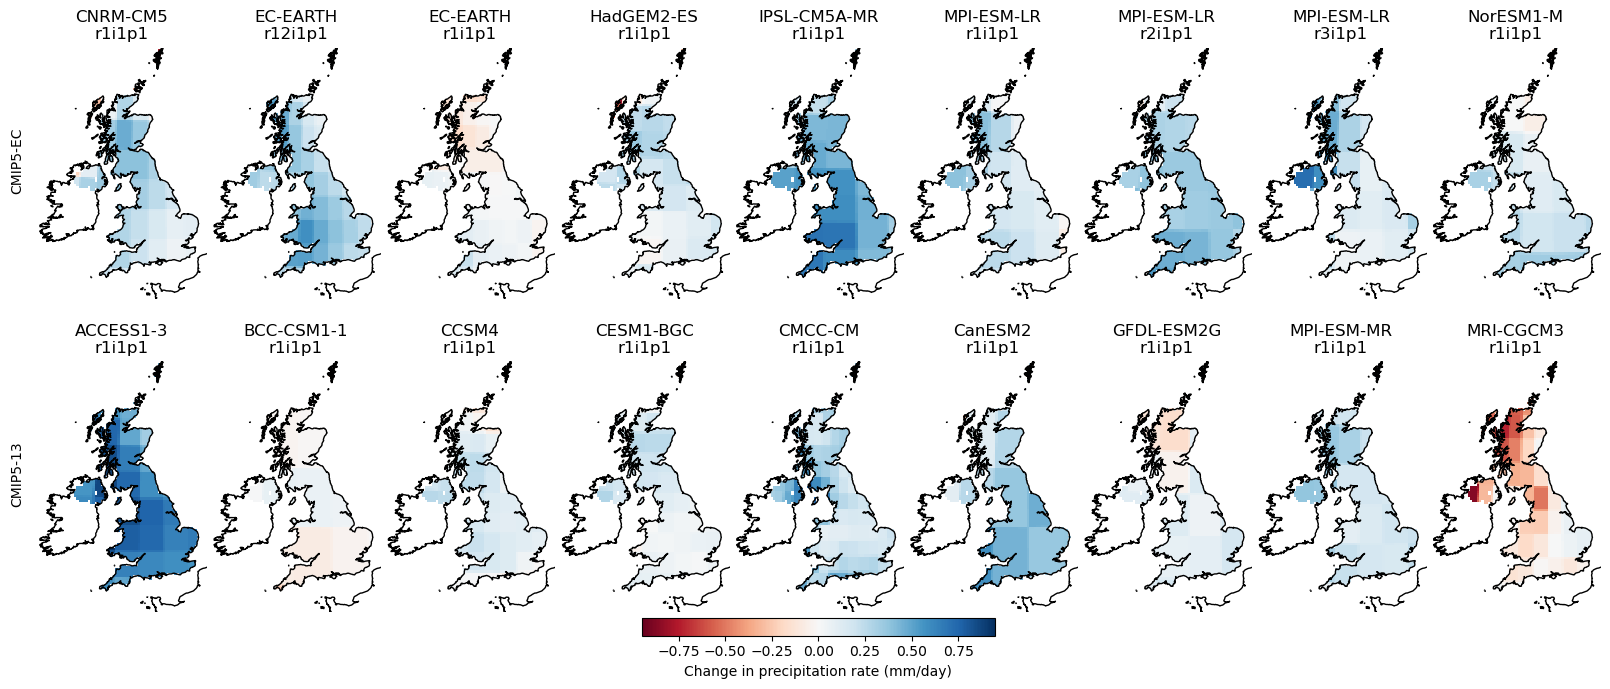 CNRM-CM5 EC-EARTH EC-EARTH HadGEM2-ES IPSL-CM5A-MR MPI-ESM-LR MPI-ESM-LR MPI-ESM-LR NorESM1-M
r1i1p1 r12i1p1 r1i1p1 r1i1p1 r1i1p1 r1i1p1 r2i1p1 r3i1p1 r1i1p1
CMIP5-EC
ACCESS1-3 BCC-CSM1-1 CCSM4 CESM1-BGC CMCC-CM CanESM2 GFDL-ESM2G MPI-ESM-MR MRI-CGCM3
r1i1p1 r1i1p1 r1i1p1 r1i1p1 r1i1p1 r1i1p1 r1i1p1 r1i1p1 r1i1p1
CMIP5-13
−0.75 −0.50 −0.25 0.00 0.25 0.50 0.75
Change in precipitation rate (mm/day)